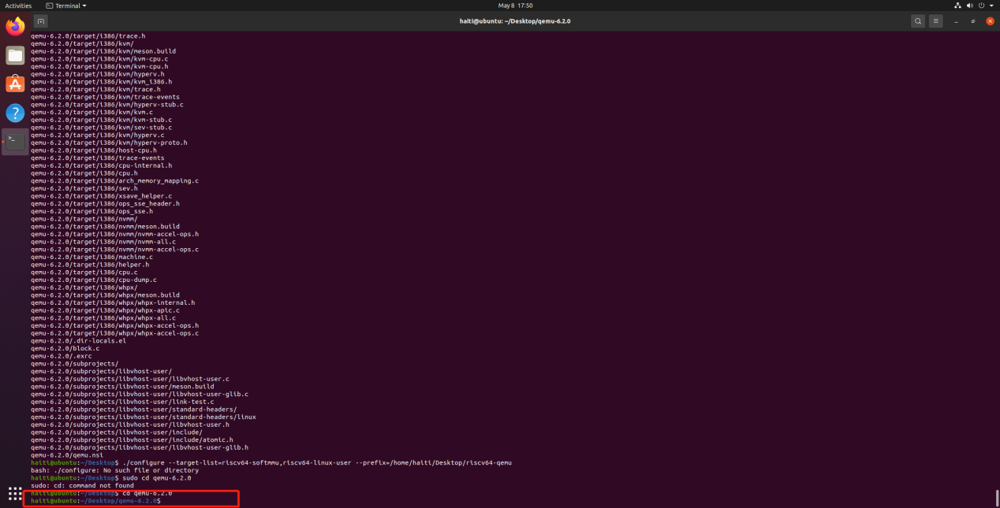 Activities
Terminal
May 8 17:50
haiti@ubuntu: ~/Desktop/qemu-6.2.0
qemu-6.2.0/target/i386/trace.h
qemu-6.2.0/target/i386/kvm/
qemu-6.2.0/target/i386/kvm/meson.build
qemu-6.2.0/target/i386/kvm/kvm-cpu.c
qemu-6.2.0/target/i386/kvm/kvm-cpu.h
qemu-6.2.0/target/i386/kvm/hyperv.h
qemu-6.2.0/target/i386/kvm/kvm_i386.h
qemu-6.2.0/target/i386/kvm/trace.h
qemu-6.2.0/target/i386/kvm/trace-events
qemu-6.2.0/target/i386/kvm/hyperv-stub.c
qemu-6.2.0/target/i386/kvm/kvm.c
qemu-6.2.0/target/i386/kvm/kvm-stub.c
qemu-6.2.0/target/i386/kvm/sev-stub.c
qemu-6.2.0/target/i386/kvm/hyperv.c
qemu-6.2.0/target/i386/kvm/hyperv-proto.h
qemu-6.2.0/target/i386/host-cpu.h
qemu-6.2.0/target/i386/trace-events
qemu-6.2.0/target/i386/cpu-internal.h
qemu-6.2.0/target/i386/cpu.h
qemu-6.2.0/target/i386/arch_memory_mapping.c
qemu-6.2.0/target/i386/sev.h
qemu-6.2.0/target/i386/xsave_helper.c
qemu-6.2.0/target/i386/ops_sse_header.h
qemu-6.2.0/target/i386/ops_sse.h
qemu-6.2.0/target/i386/nvmm/
qemu-6.2.0/target/i386/nvmm/meson.build
qemu-6.2.0/target/i386/nvmm/nvmm-accel-ops.h
qemu-6.2.0/target/i386/nvmm/nvmm-all.c
qemu-6.2.0/target/i386/nvmm/nvmm-accel-ops.c
qemu-6.2.0/target/i386/machine.c
qemu-6.2.0/target/i386/helper.h
qemu-6.2.0/target/i386/cpu.c
qemu-6.2.0/target/i386/cpu-dump.c
qemu-6.2.0/target/i386/whpx/
qemu-6.2.0/target/i386/whpx/meson.build
qemu-6.2.0/target/i386/whpx/whpx-internal.h
qemu-6.2.0/target/i386/whpx/whpx-apic.c
qemu-6.2.0/target/i386/whpx/whpx-all.c
qemu-6.2.0/target/i386/whpx/whpx-accel-ops.h
qemu-6.2.0/target/i386/whpx/whpx-accel-ops.c
qemu-6.2.0/.dir-locals.el
qemu-6.2.0/block.c
qemu-6.2.0/.exrc
qemu-6.2.0/subprojects/
qemu-6.2.0/subprojects/libvhost-user/
qemu-6.2.0/subprojects/libvhost-user/libvhost-user.c
qemu-6.2.0/subprojects/libvhost-user/meson.build
qemu-6.2.0/subprojects/libvhost-user/libvhost-user-glib.c
qemu-6.2.0/subprojects/libvhost-user/link-test.c
qemu-6.2.0/subprojects/libvhost-user/standard-headers/
qemu-6.2.0/subprojects/libvhost-user/standard-headers/linux
qemu-6.2.0/subprojects/libvhost-user/libvhost-user.h
qemu-6.2.0/subprojects/libvhost-user/include/
qemu-6.2.0/subprojects/libvhost-user/include/atomic.h
qemu-6.2.0/subprojects/libvhost-user/libvhost-user-glib.h
qemu-6.2.0/qemu.nsi
haiti@ubuntu:~/Desktop$ ./configure --target-list=riscv64-softmmu,riscv64-linux-user --prefix=/home/haiti/Desktop/riscv64-qemu
bash: ./configure: No such file or directory
haiti@ubuntu:~/Desktop$ sudo cd qemu-6.2.0
sudo: cd: command not found
haiti@ubuntu:~/Desktop$ cd qemu-6.2.0
haiti@ubuntu:~/Desktop/qemu-6.2.0$